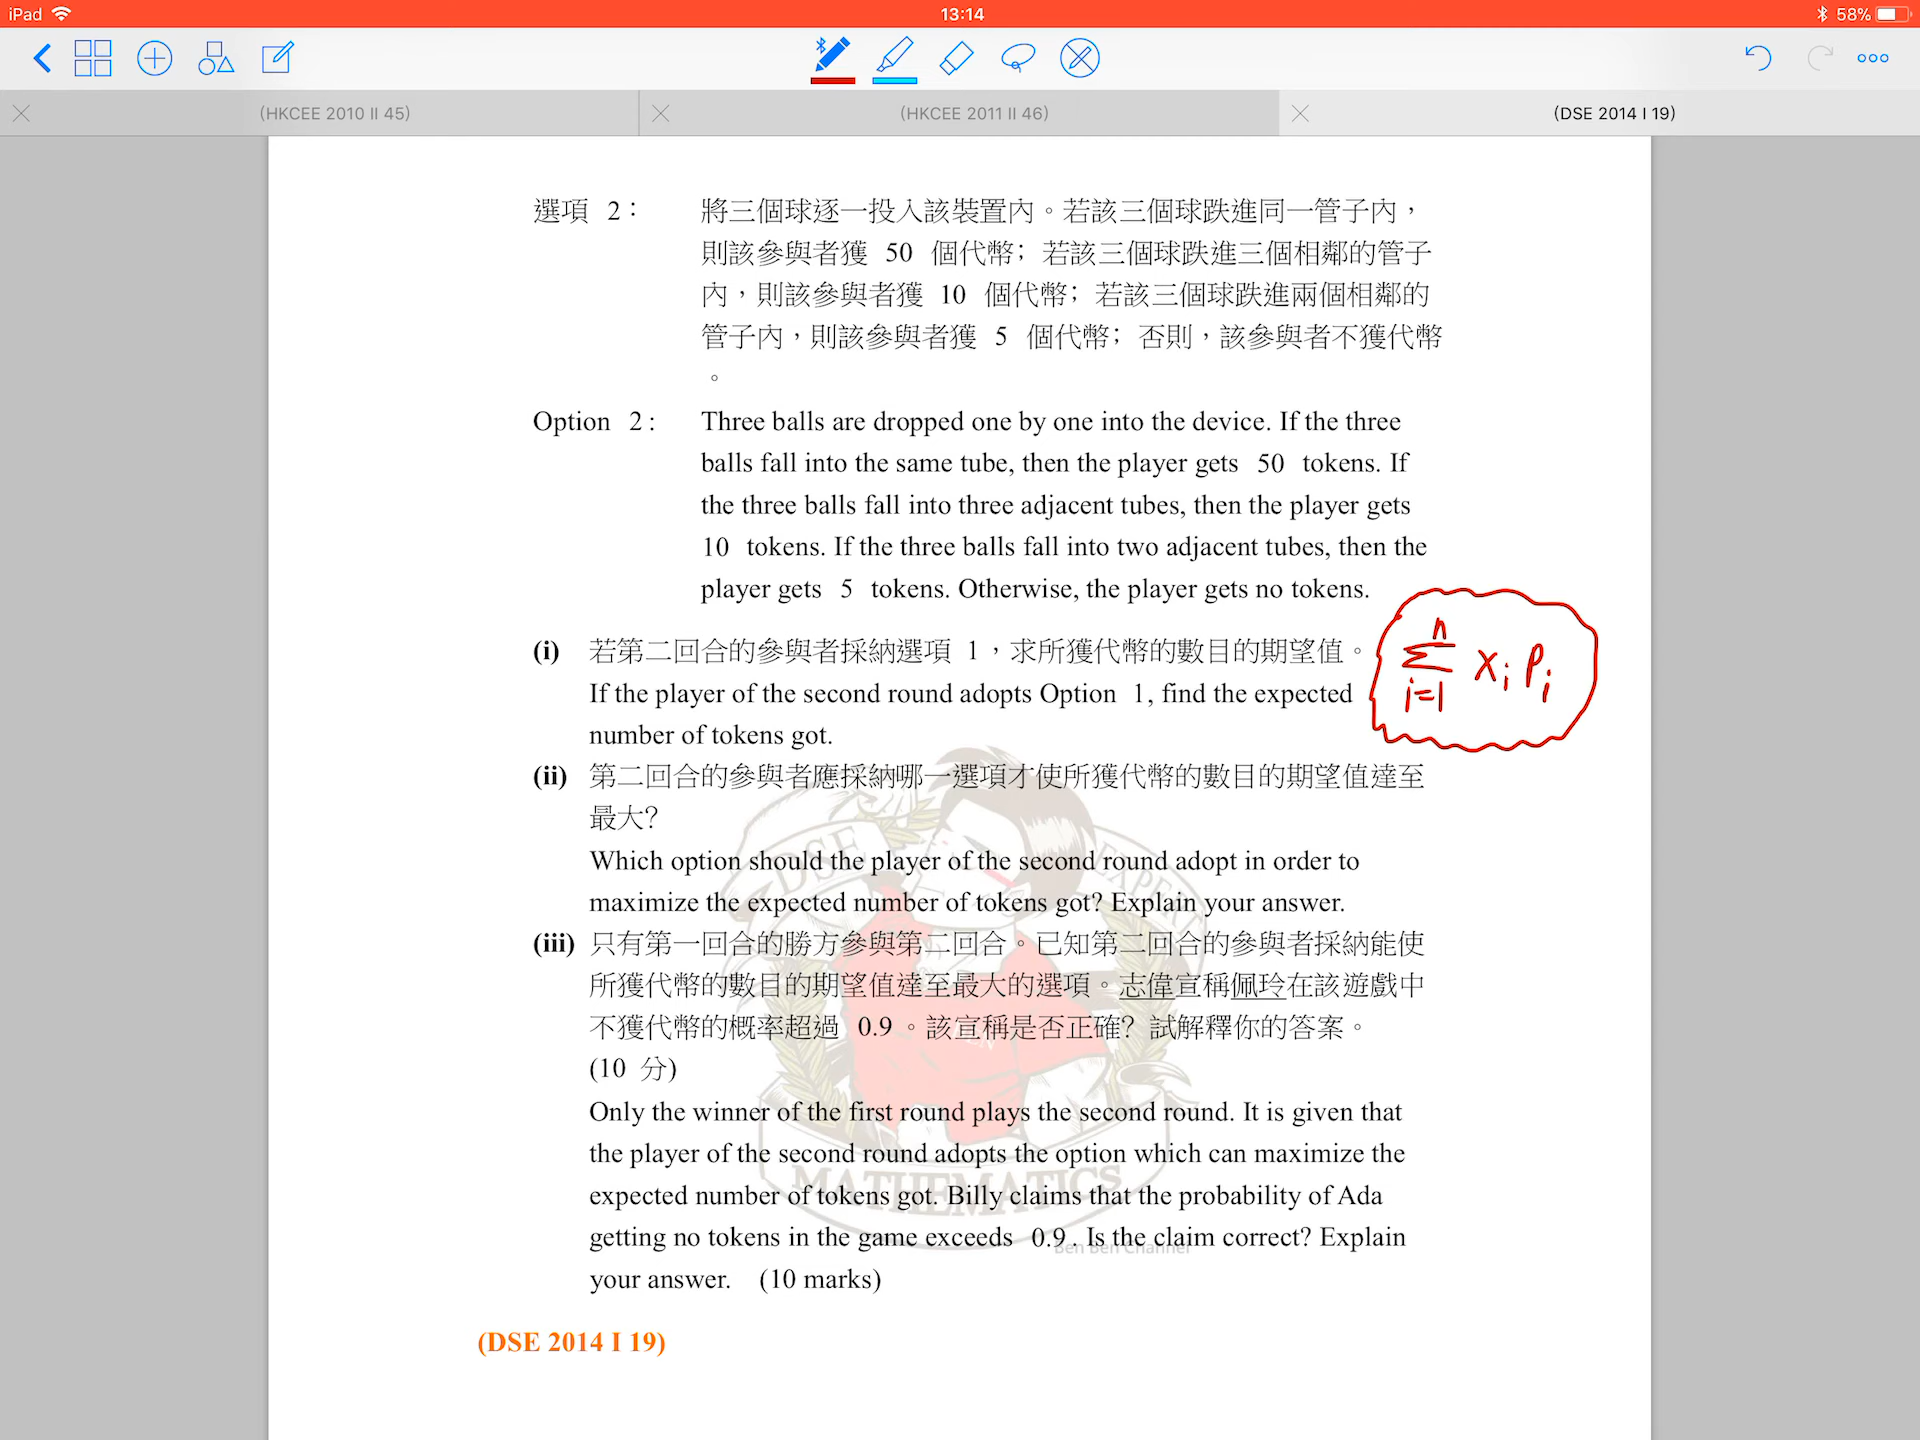 iPad
13:14
58%
(HKCEE 2010 II 45)
(HKCEE 2011 II 46)
(DSE 2014 I 19)
選項 2：
將三個球逐一投入該裝置內。若該三個球跌進同一管子內，
則該參與者獲 50 個代幣；若該三個球跌進三個相鄰的管子
內，則該參與者獲 10 個代幣；若該三個球跌進兩個相鄰的
管子內，則該參與者獲 5 個代幣；否則，該參與者不獲代幣
。
Option 2 :
Three balls are dropped one by one into the device. If the three
balls fall into the same tube, then the player gets 50 tokens. If
the three balls fall into three adjacent tubes, then the player gets
10 tokens. If the three balls fall into two adjacent tubes, then the
player gets 5 tokens. Otherwise, the player gets no tokens.
(i) 若第二回合的參與者採納選項 1，求所獲代幣的數目的期望值。
If the player of the second round adopts Option 1, find the expected
number of tokens got.
n
∑ xᵢ Pᵢ
i=1
(ii) 第二回合的參與者應採納哪一選項才使所獲代幣的數目的期望值達至
最大？
Which option should the player of the second round adopt in order to
maximize the expected number of tokens got? Explain your answer.
(iii) 只有第一回合的勝方參與第二回合。已知第二回合的參與者採納能使
所獲代幣的數目的期望值達至最大的選項。志偉宣稱佩玲在該遊戲中
不獲代幣的概率超過 0.9。該宣稱是否正確？試解釋你的答案。
(10 分)
Only the winner of the first round plays the second round. It is given that
the player of the second round adopts the option which can maximize the
expected number of tokens got. Billy claims that the probability of Ada
getting no tokens in the game exceeds 0.9 . Is the claim correct? Explain
your answer. (10 marks)
DSE
EXPERT
MATHEMATICS
Ben Ben Channel
(DSE 2014 I 19)